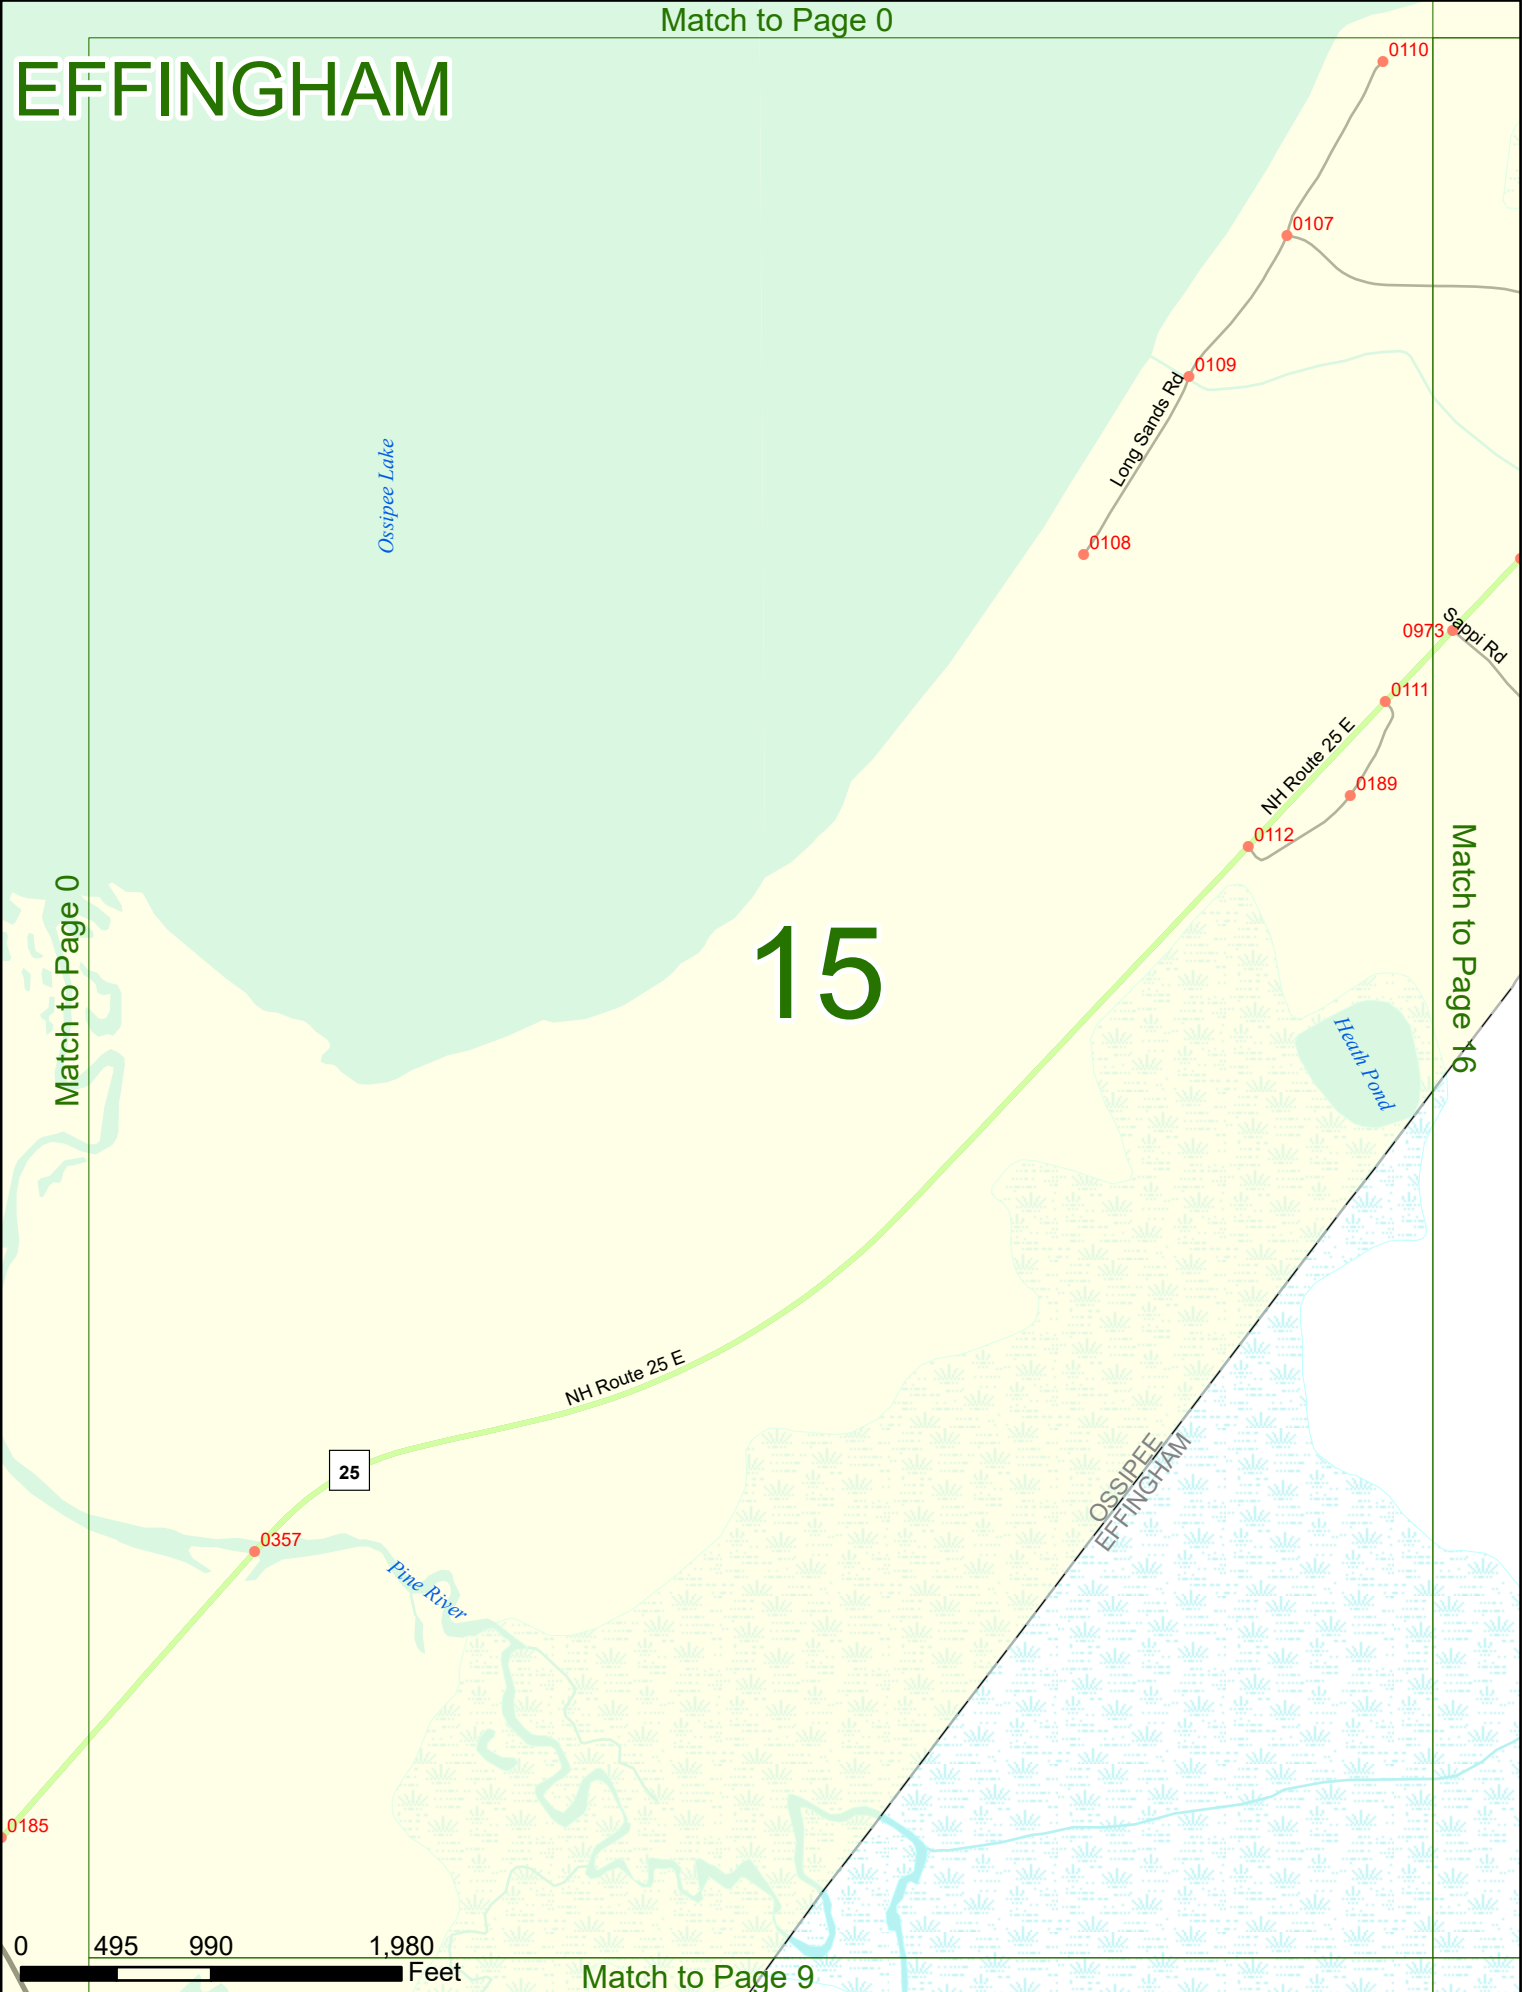 Match to Page 0
EFFINGHAM
0110
0107
0109
Long Sands Rd
Ossipee Lake
0108
Sappi Rd
0973
0111
NH Route 25 E
0189
0112
Match to Page 0
15
Match to Page 16
Heath Pond
NH Route 25 E
OSSIPEE
EFFINGHAM
25
0357
Pine River
0185
0 495 990 1,980
Feet
Match to Page 9